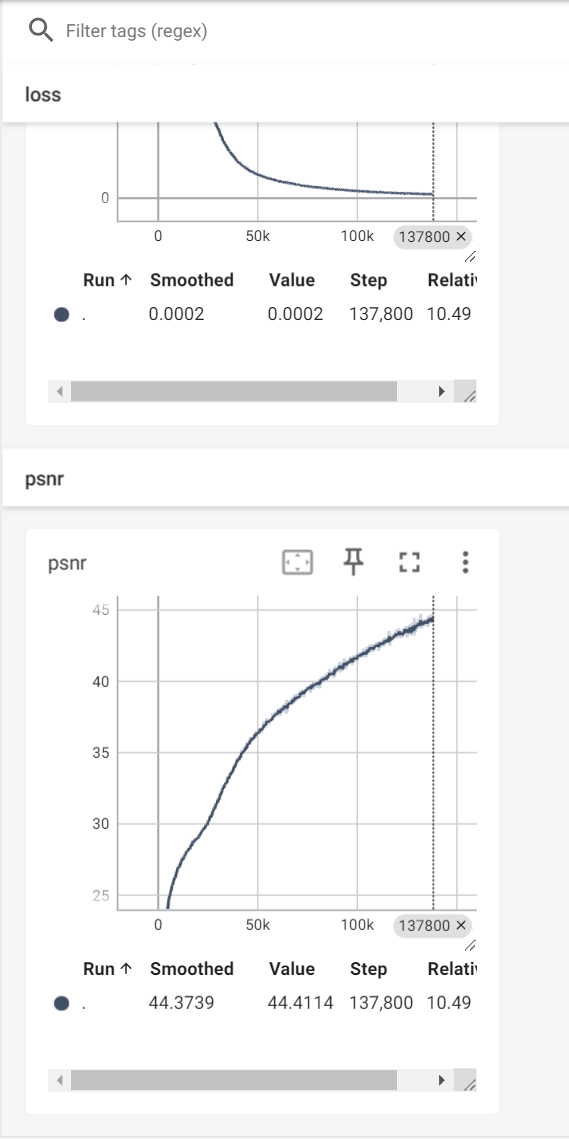 Filter tags (regex)
loss
0
0 50k 100k 137800 ✕
Run ↑ Smoothed Value Step
. 0.0002 0.0002 137,800 10.49
psnr
psnr
45
40
35
30
25
0 50k 100k 137800 ✕
Run ↑ Smoothed Value Step
. 44.3739 44.4114 137,800 10.49